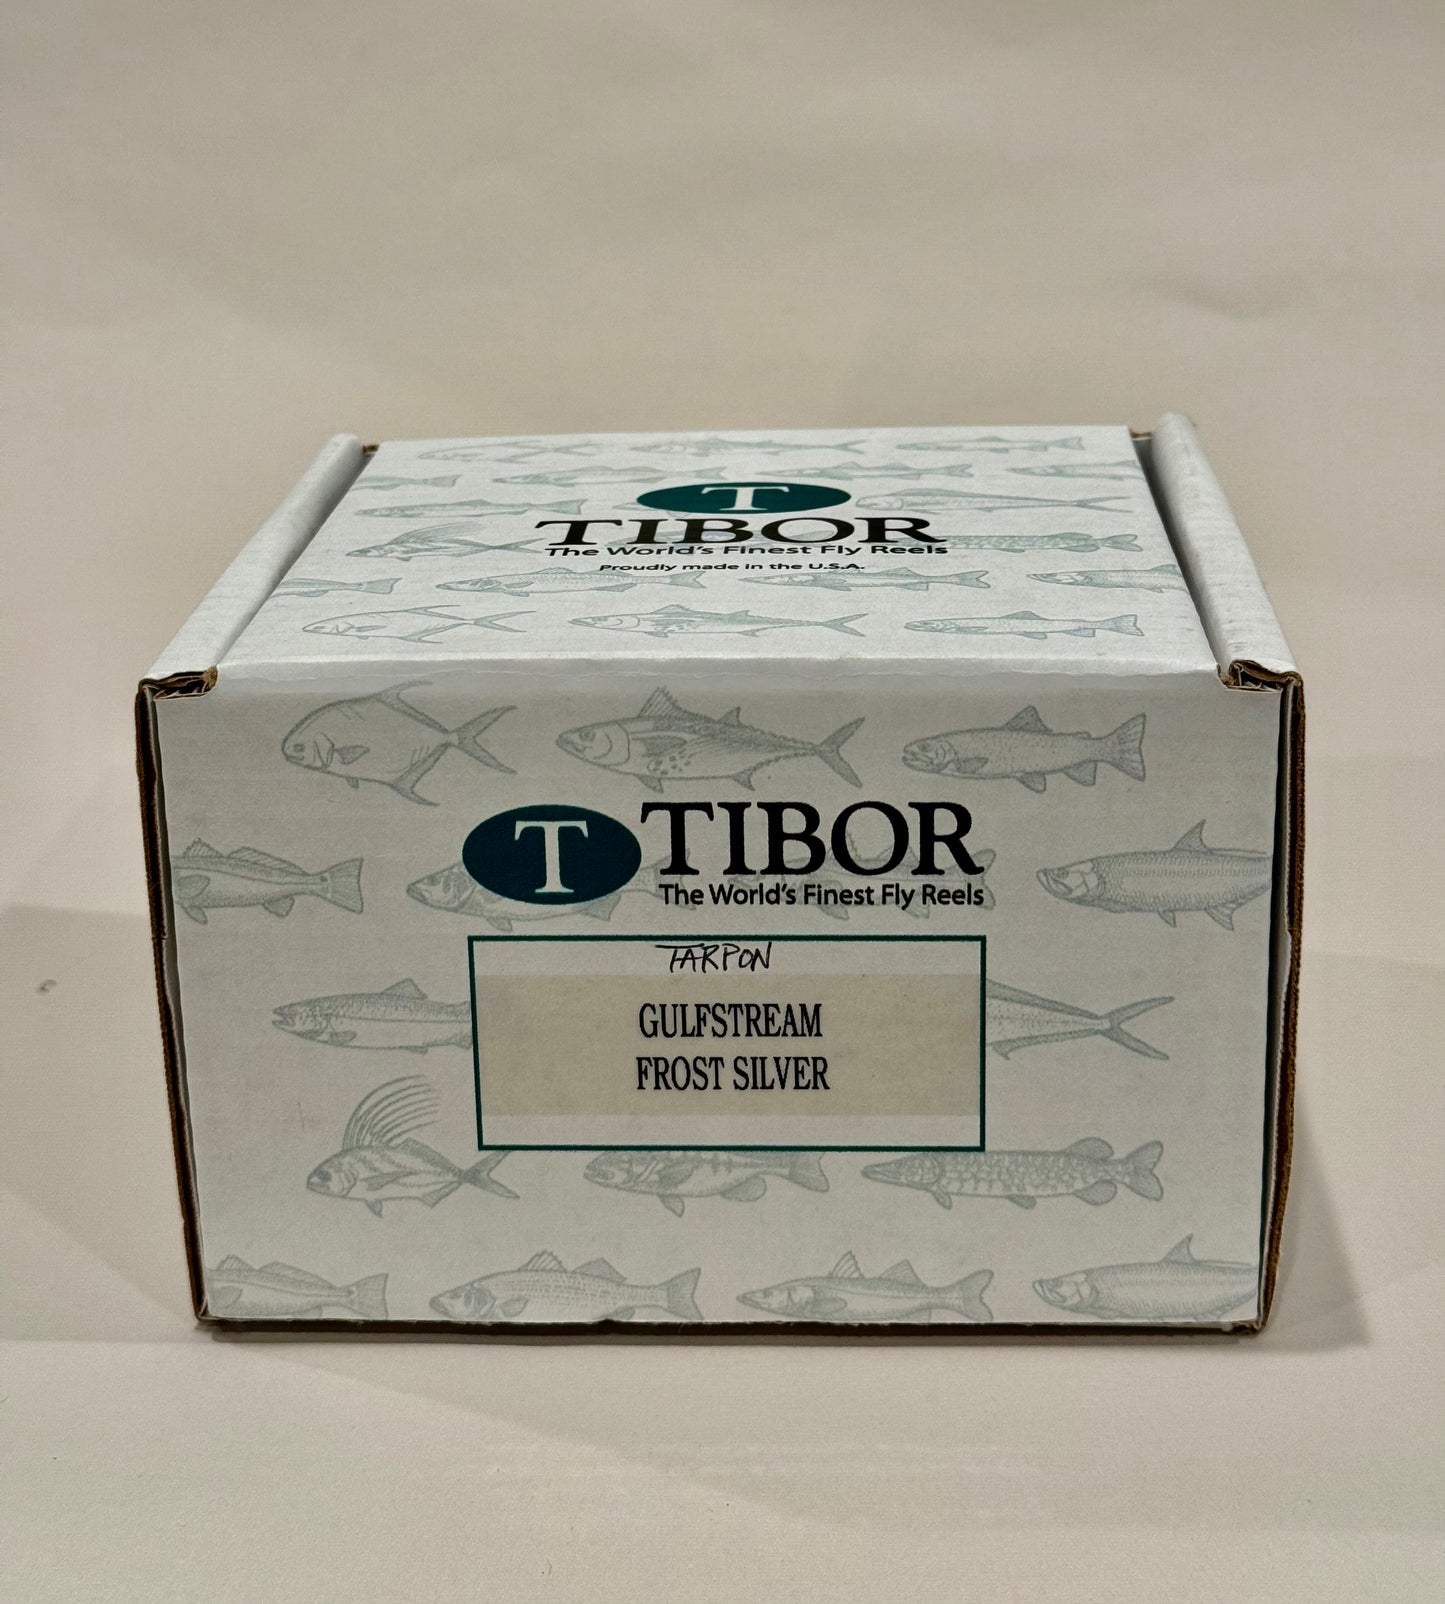 T
TIBOR
The World's Finest Fly Reels
Proudly made in the U.S.A.
T TIBOR
The World's Finest Fly Reels
TARPON
GULFSTREAM
FROST SILVER